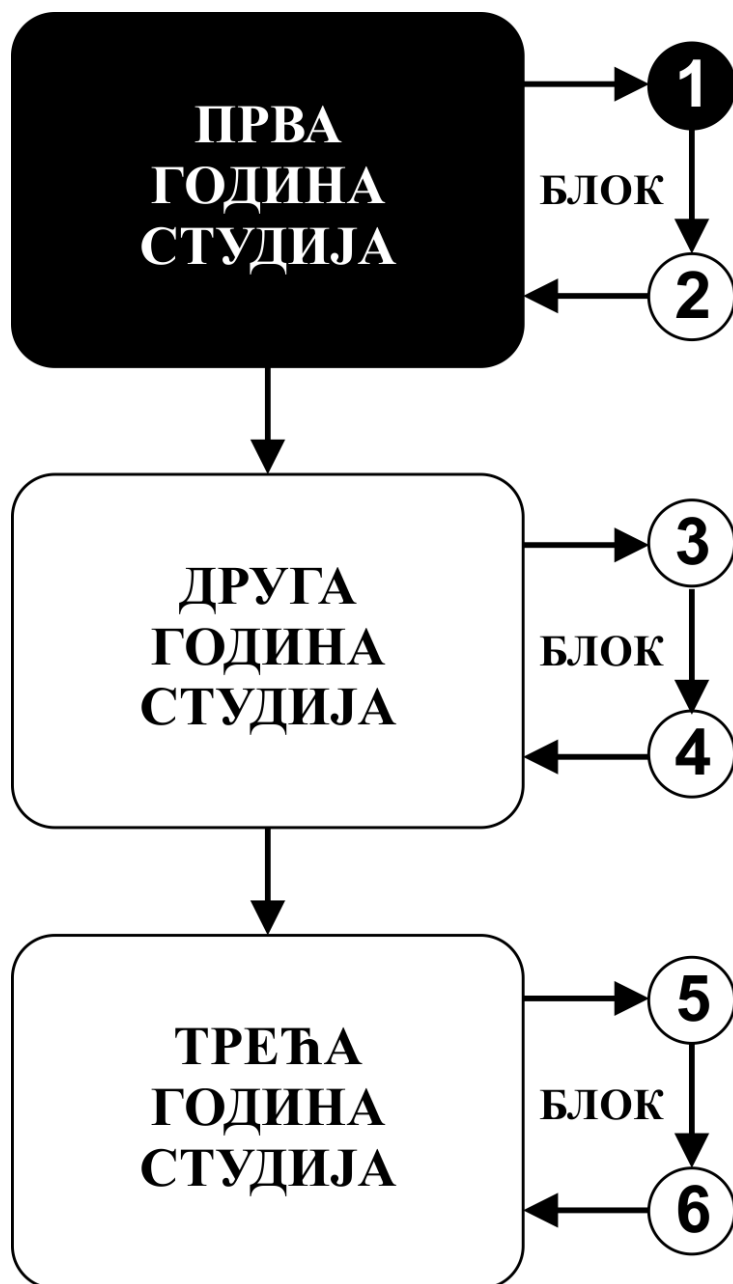 ПРВА
ГОДИНА
СТУДИЈА
1
БЛОК
2
ДРУГА
ГОДИНА
СТУДИЈА
3
БЛОК
4
ТРЕЋА
ГОДИНА
СТУДИЈА
5
БЛОК
6